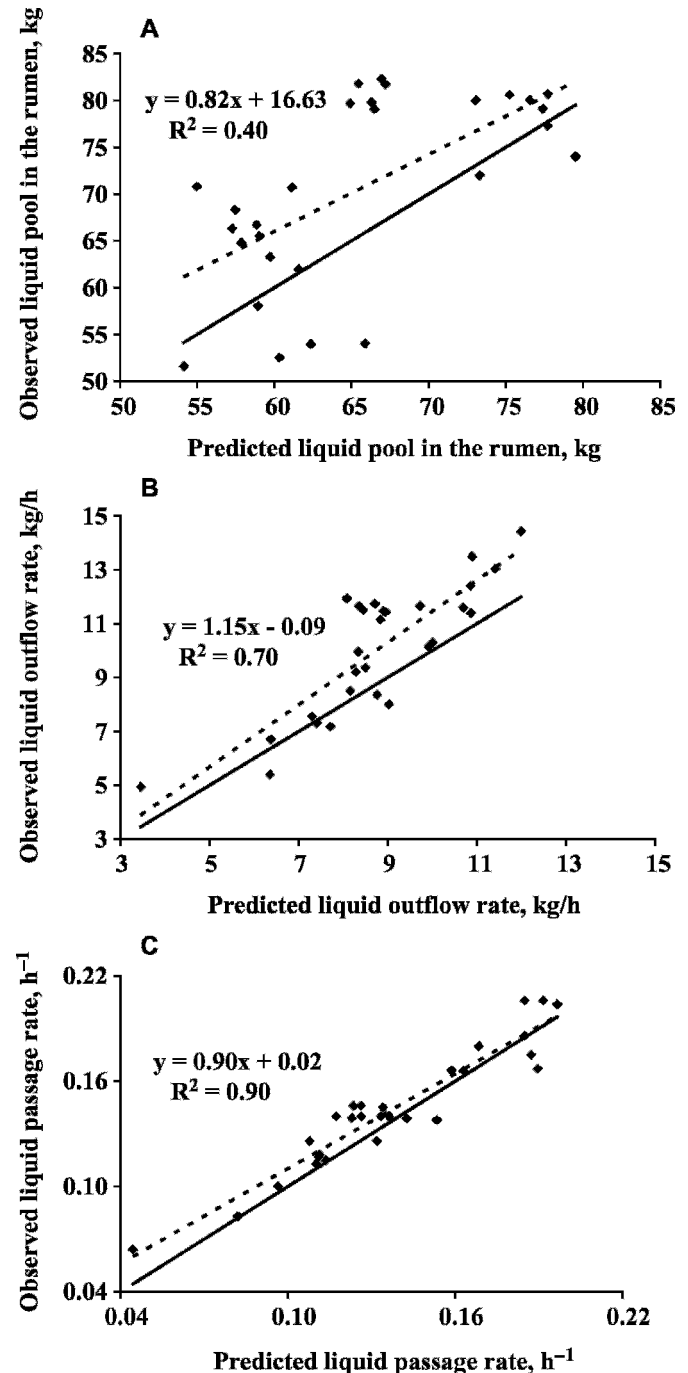 A
Observed liquid pool in the rumen, kg
85
80
75
70
65
60
55
50
y = 0.82x + 16.63
R² = 0.40
50 55 60 65 70 75 80 85
Predicted liquid pool in the rumen, kg
B
Observed liquid outflow rate, kg/h
15
13
11
9
7
5
3
y = 1.15x - 0.09
R² = 0.70
3 5 7 9 11 13 15
Predicted liquid outflow rate, kg/h
C
Observed liquid passage rate, h⁻¹
0.22
0.16
0.10
0.04
y = 0.90x + 0.02
R² = 0.90
0.04 0.10 0.16 0.22
Predicted liquid passage rate, h⁻¹